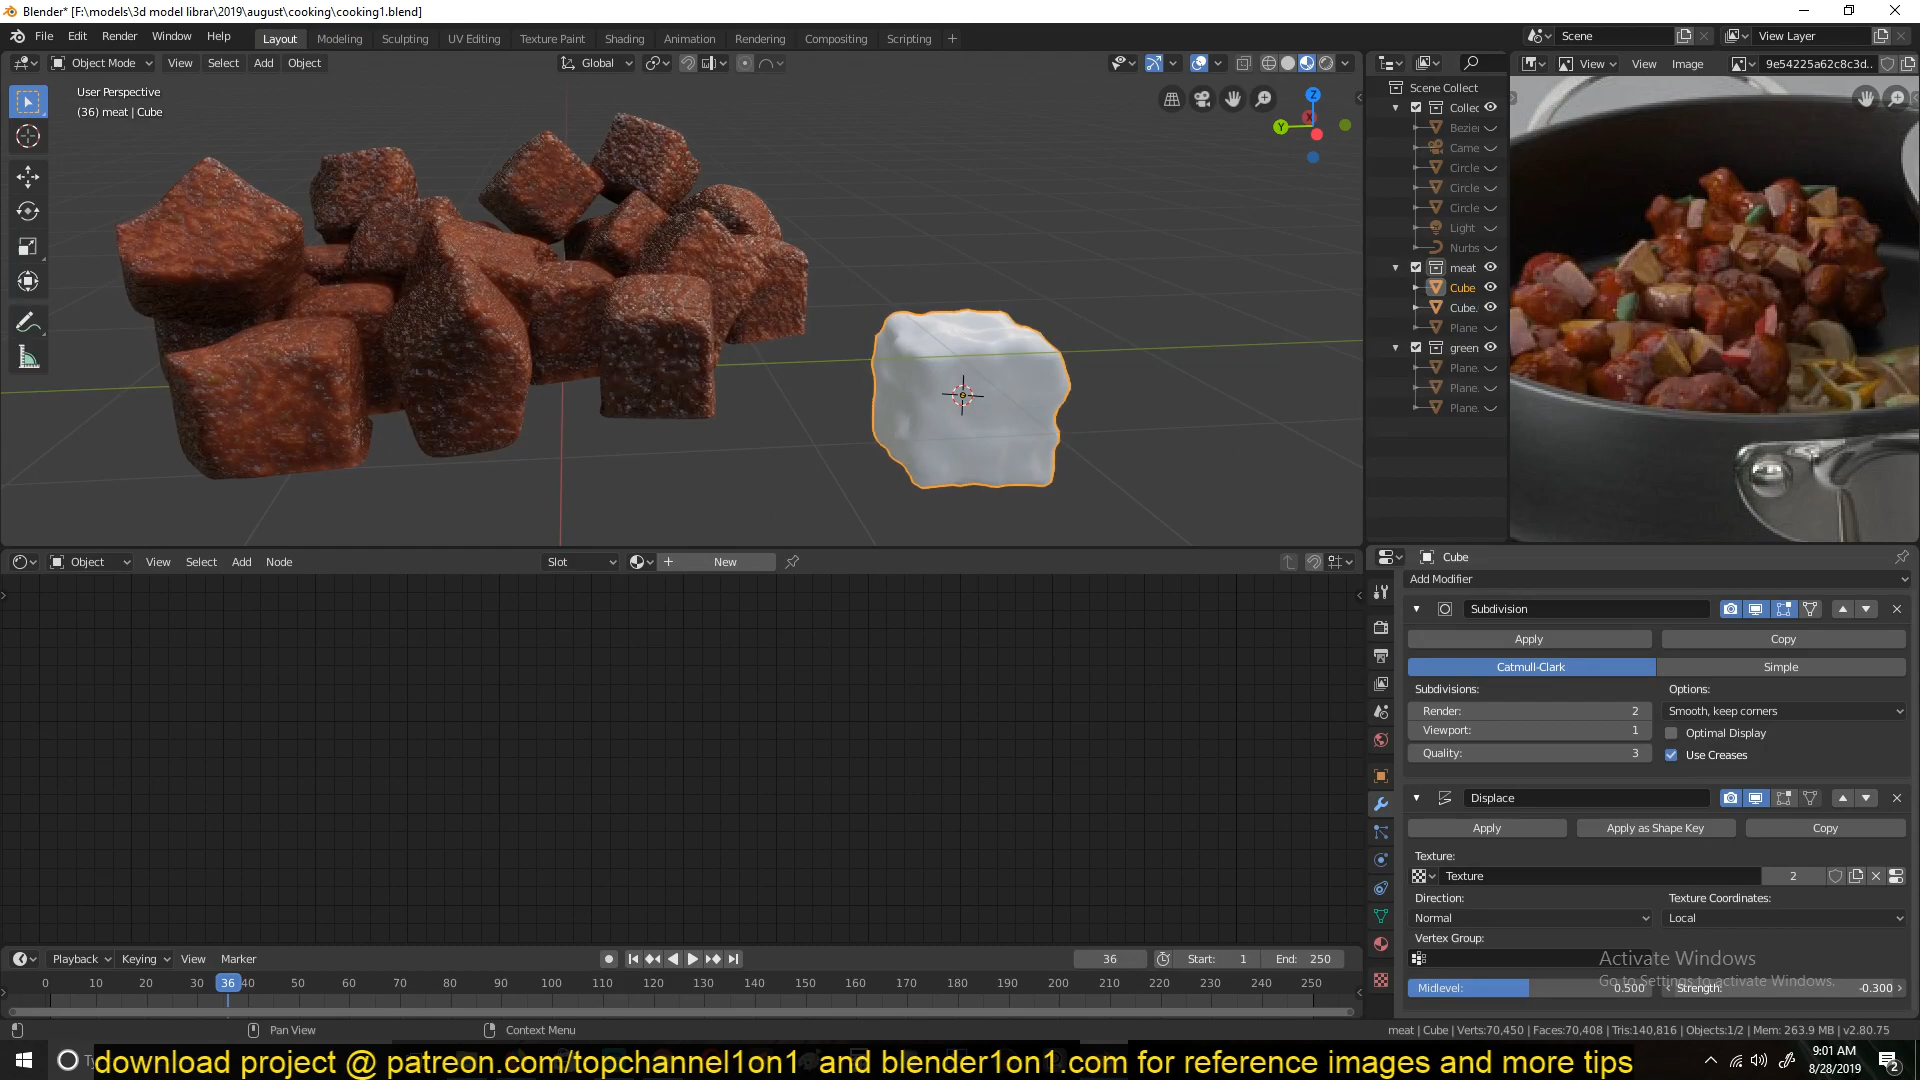 Blender* [F:\models\3d model librar\2019\august\cooking\cooking1.blend]
File Edit Render Window Help Layout Modeling Sculpting UV Editing Texture Paint Shading Animation Rendering Compositing Scripting + Scene View Layer
Object Mode View Select Add Object Global View View Image 9e54225a62c8c3d..
User Perspective
(36) meat | Cube
Z
X
Y
Scene Collect
Collec
Bezie
Came
Circle
Circle
Circle
Light
Nurbs
meat
Cube
Cube.
Plane
green
Plane.
Plane.
Plane.
Object View Select Add Node Slot New
Cube
Add Modifier
Subdivision
Apply Copy
Catmull-Clark Simple
Subdivisions: Options:
Render: 2 Smooth, keep corners
Viewport: 1 Optimal Display
Quality: 3 Use Creases
Displace
Apply Apply as Shape Key Copy
Texture:
Texture 2
Direction: Texture Coordinates:
Normal Local
Vertex Group:
Activate Windows
Go to Settings to activate Windows.
Midlevel: 0.500 Strength: -0.300
Playback Keying View Marker 36 Start: 1 End: 250
0 10 20 30 36 40 50 60 70 80 90 100 110 120 130 140 150 160 170 180 190 200 210 220 230 240 250
Pan View Context Menu meat | Cube | Verts:70,450 | Faces:70,408 | Tris:140,816 | Objects:1/2 | Mem: 263.9 MB | v2.80.75
download project @ patreon.com/topchannel1on1 and blender1on1.com for reference images and more tips
9:01 AM
8/28/2019
2